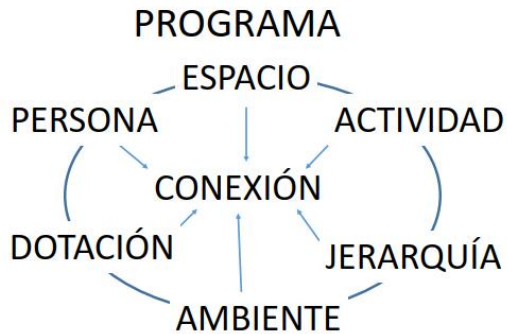 PROGRAMA
ESPACIO
PERSONA
ACTIVIDAD
CONEXIÓN
DOTACIÓN
JERARQUÍA
AMBIENTE